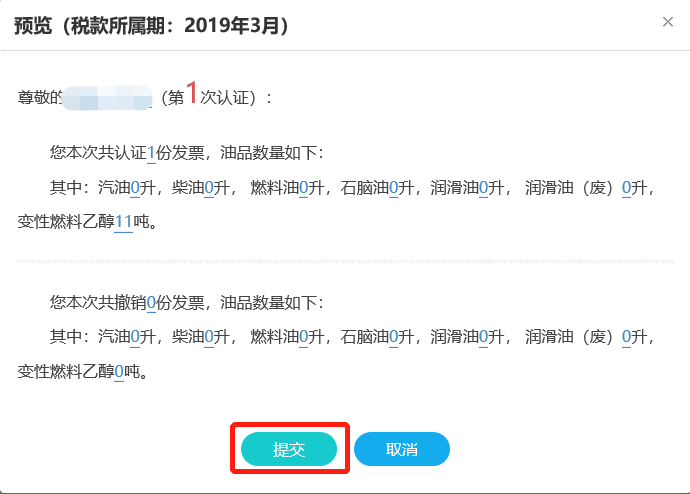 预览（税款所属期：2019年3月） ×
尊敬的（第1次认证）：
您本次共认证1份发票，油品数量如下：
其中：汽油0升，柴油0升， 燃料油0升，石脑油0升，润滑油0升， 润滑油（废）0升，
变性燃料乙醇11吨。
您本次共撤销0份发票，油品数量如下：
其中：汽油0升，柴油0升， 燃料油0升，石脑油0升，润滑油0升， 润滑油（废）0升，
变性燃料乙醇0吨。
提交 取消